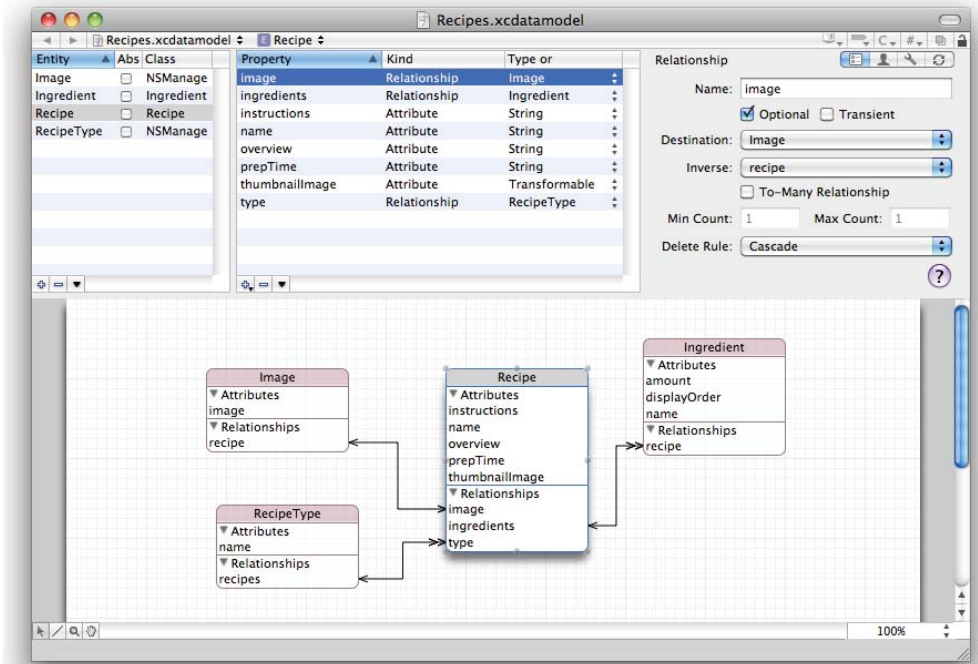 Recipes.xcdatamodel
Recipes.xcdatamodel Recipe C #
Entity Abs Class
Image NSManage
Ingredient Ingredient
Recipe Recipe
RecipeType NSManage
Property Kind Type or
image Relationship Image
ingredients Relationship Ingredient
instructions Attribute String
name Attribute String
overview Attribute String
prepTime Attribute String
thumbnailImage Attribute Transformable
type Relationship RecipeType
Relationship
Name: image
Optional Transient
Destination: Image
Inverse: recipe
To-Many Relationship
Min Count: 1 Max Count: 1
Delete Rule: Cascade
?
Image
Attributes
image
Relationships
recipe
RecipeType
Attributes
name
Relationships
recipes
Recipe
Attributes
instructions
name
overview
prepTime
thumbnailImage
Relationships
image
ingredients
type
Ingredient
Attributes
amount
displayOrder
name
Relationships
recipe
100%